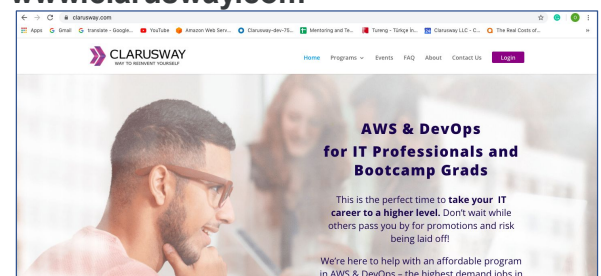 www.clarusway.com
clarusway.com
Apps G Gmail G translate - Google... YouTube Amazon Web Serv... Clarusway-dev-75... Mentoring and Te... Tureng - Türkçe İn... Clarusway LLC - C... The Real Costs of... »
CLARUSWAY
WAY TO REINVENT YOURSELF
Home Programs Events FAQ About Contact Us Login
AWS & DevOps
for IT Professionals and
Bootcamp Grads
This is the perfect time to take your IT
career to a higher level. Don't wait while
others pass you by for promotions and risk
being laid off!
We're here to help with an affordable program
in AWS & DevOps – the highest demand jobs in